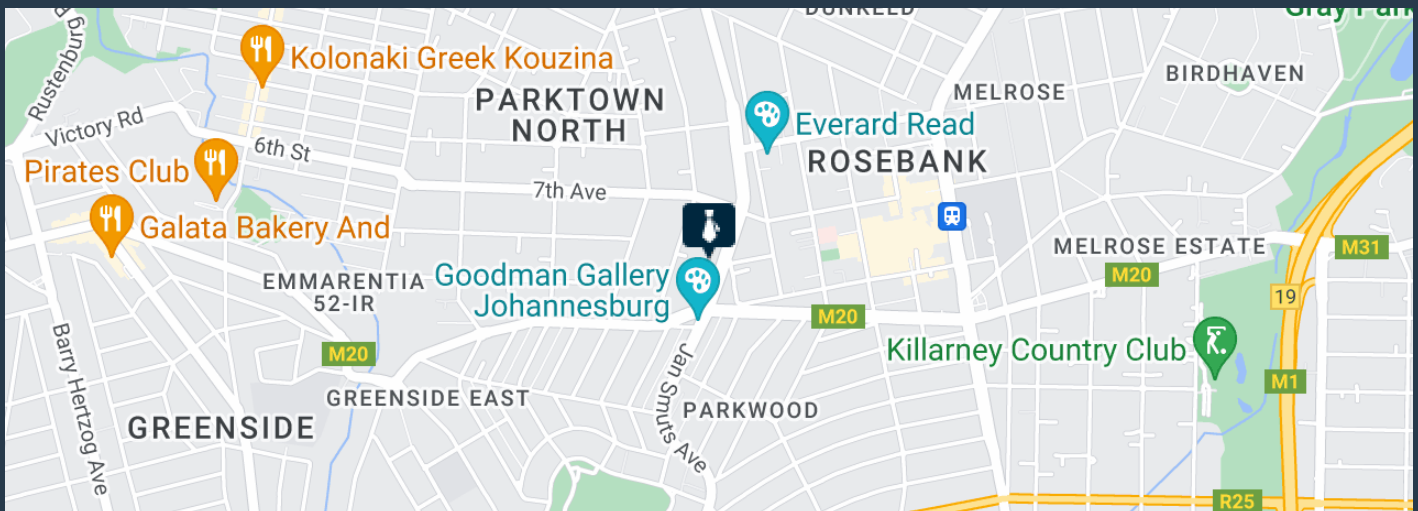 DUNKELD
Gray Park
Rustenburg
Kolonaki Greek Kouzina
BIRDHAVEN
MELROSE
PARKTOWN
NORTH
Victory Rd
Everard Read
6th St
ROSEBANK
Pirates Club
7th Ave
Galata Bakery And
MELROSE ESTATE
M31
M20
EMMARENTIA
52-IR
Goodman Gallery
Johannesburg
19
M20
M20
Killarney Country Club
Barry Hertzog Ave
Jan Smuts Ave
M1
GREENSIDE EAST
PARKWOOD
GREENSIDE
R25